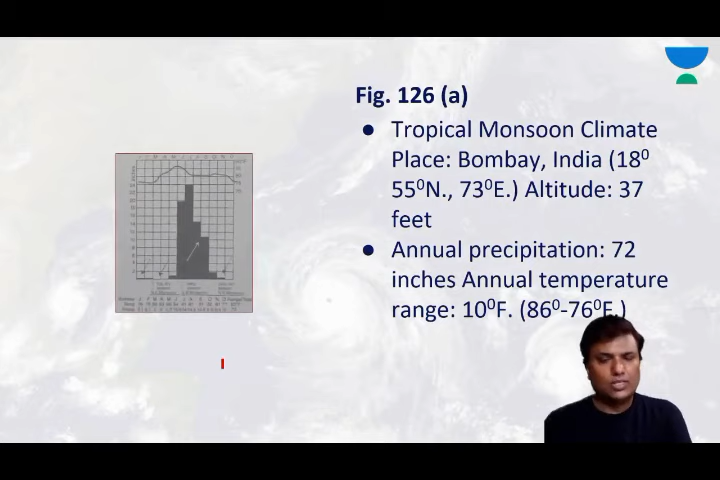 Fig. 126 (a)
● Tropical Monsoon Climate
Place: Bombay, India (18⁰
55⁰N., 73⁰E.) Altitude: 37
feet
● Annual precipitation: 72
inches Annual temperature
range: 10⁰F. (86⁰-76⁰F.)